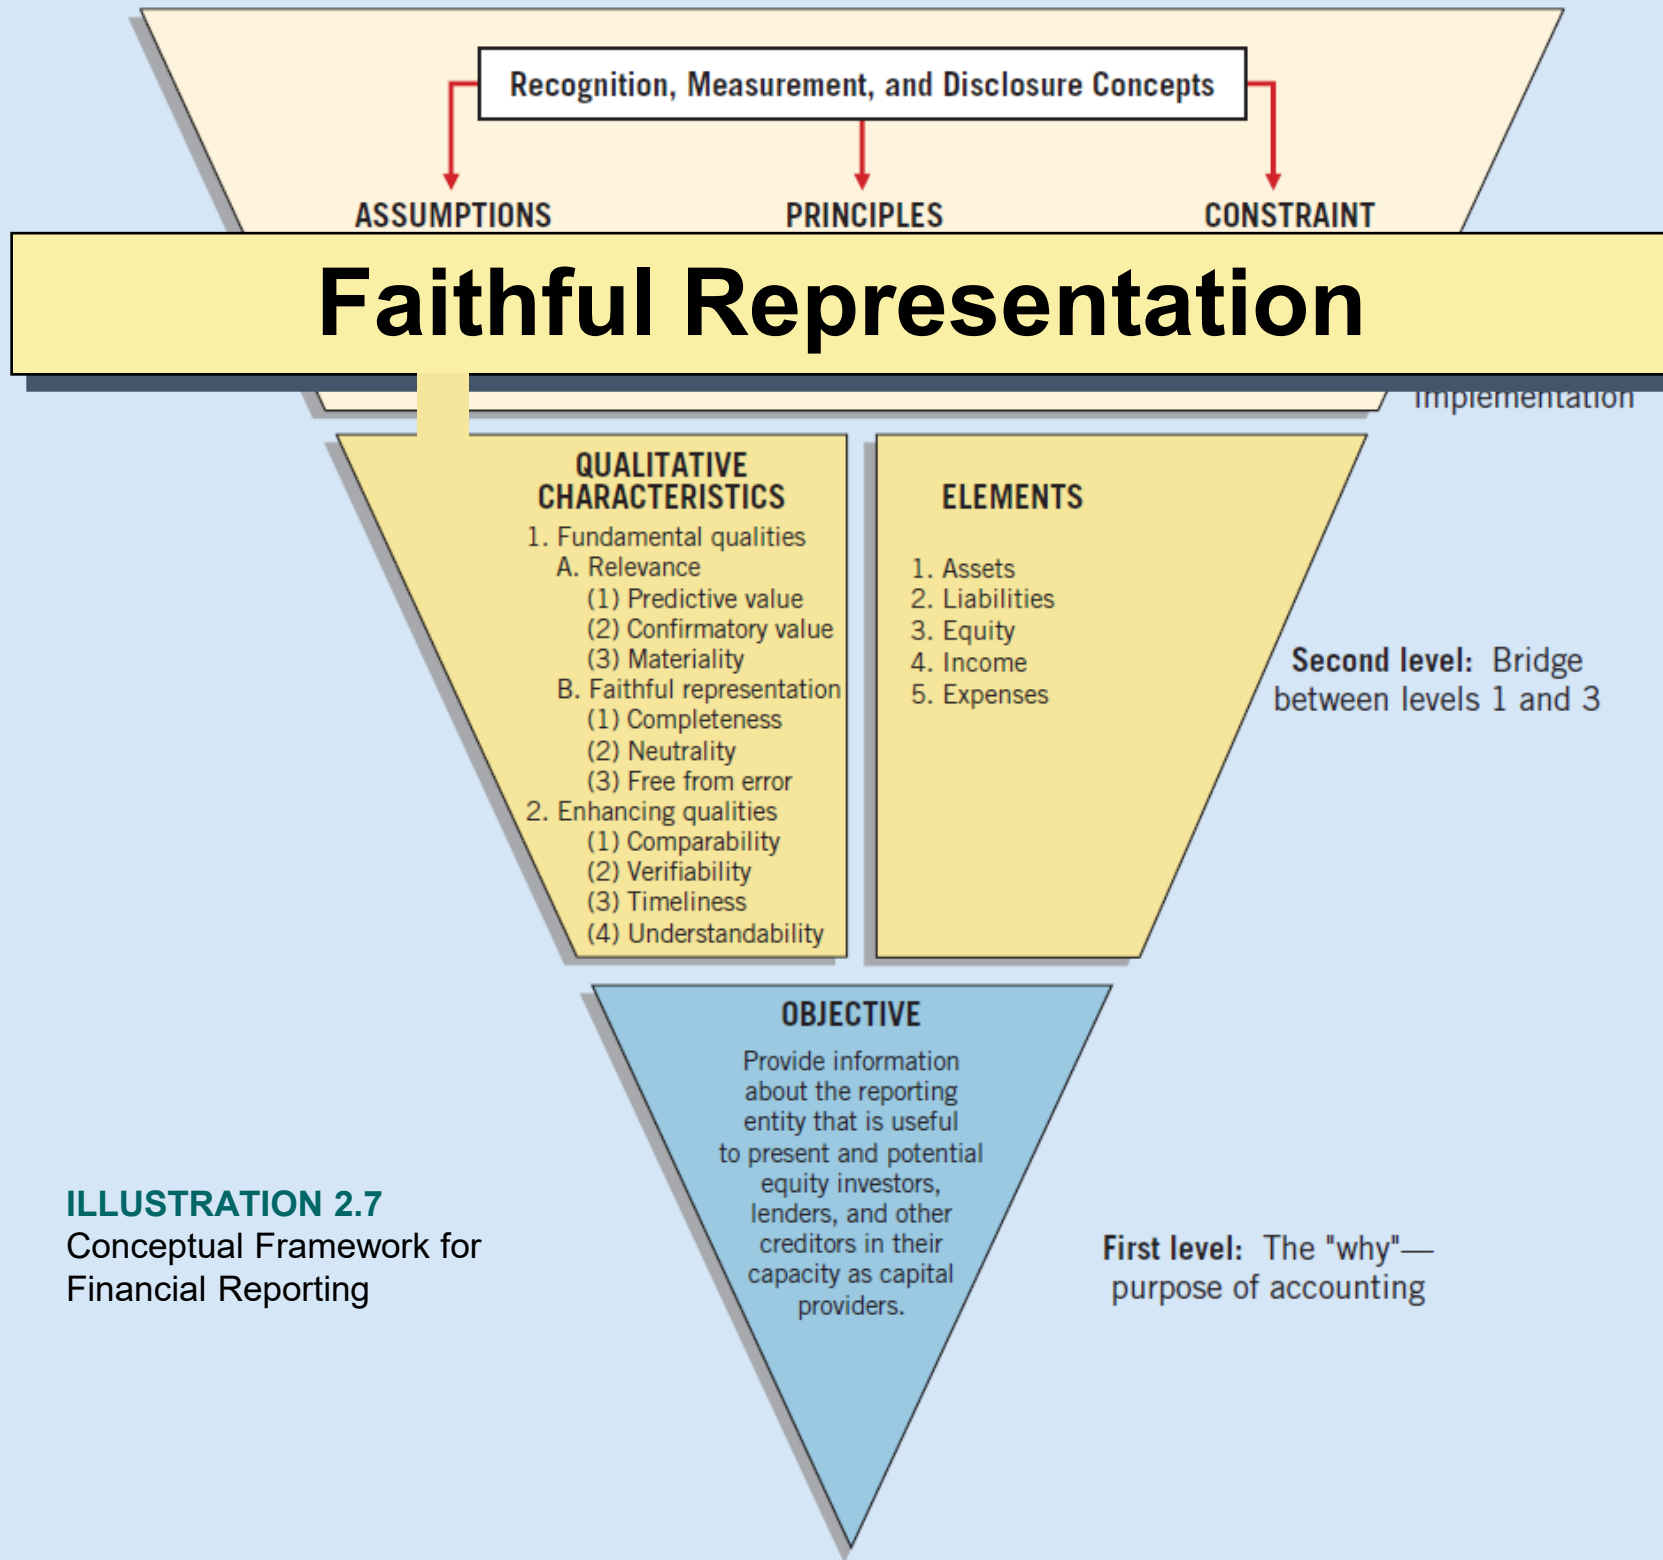 Recognition, Measurement, and Disclosure Concepts
ASSUMPTIONS
PRINCIPLES
CONSTRAINT
Faithful Representation
implementation
QUALITATIVE
CHARACTERISTICS
1. Fundamental qualities
A. Relevance
(1) Predictive value
(2) Confirmatory value
(3) Materiality
B. Faithful representation
(1) Completeness
(2) Neutrality
(3) Free from error
2. Enhancing qualities
(1) Comparability
(2) Verifiability
(3) Timeliness
(4) Understandability
ELEMENTS
1. Assets
2. Liabilities
3. Equity
4. Income
5. Expenses
Second level: Bridge
between levels 1 and 3
OBJECTIVE
Provide information
about the reporting
entity that is useful
to present and potential
equity investors,
lenders, and other
creditors in their
capacity as capital
providers.
ILLUSTRATION 2.7
Conceptual Framework for
Financial Reporting
First level: The "why"—
purpose of accounting